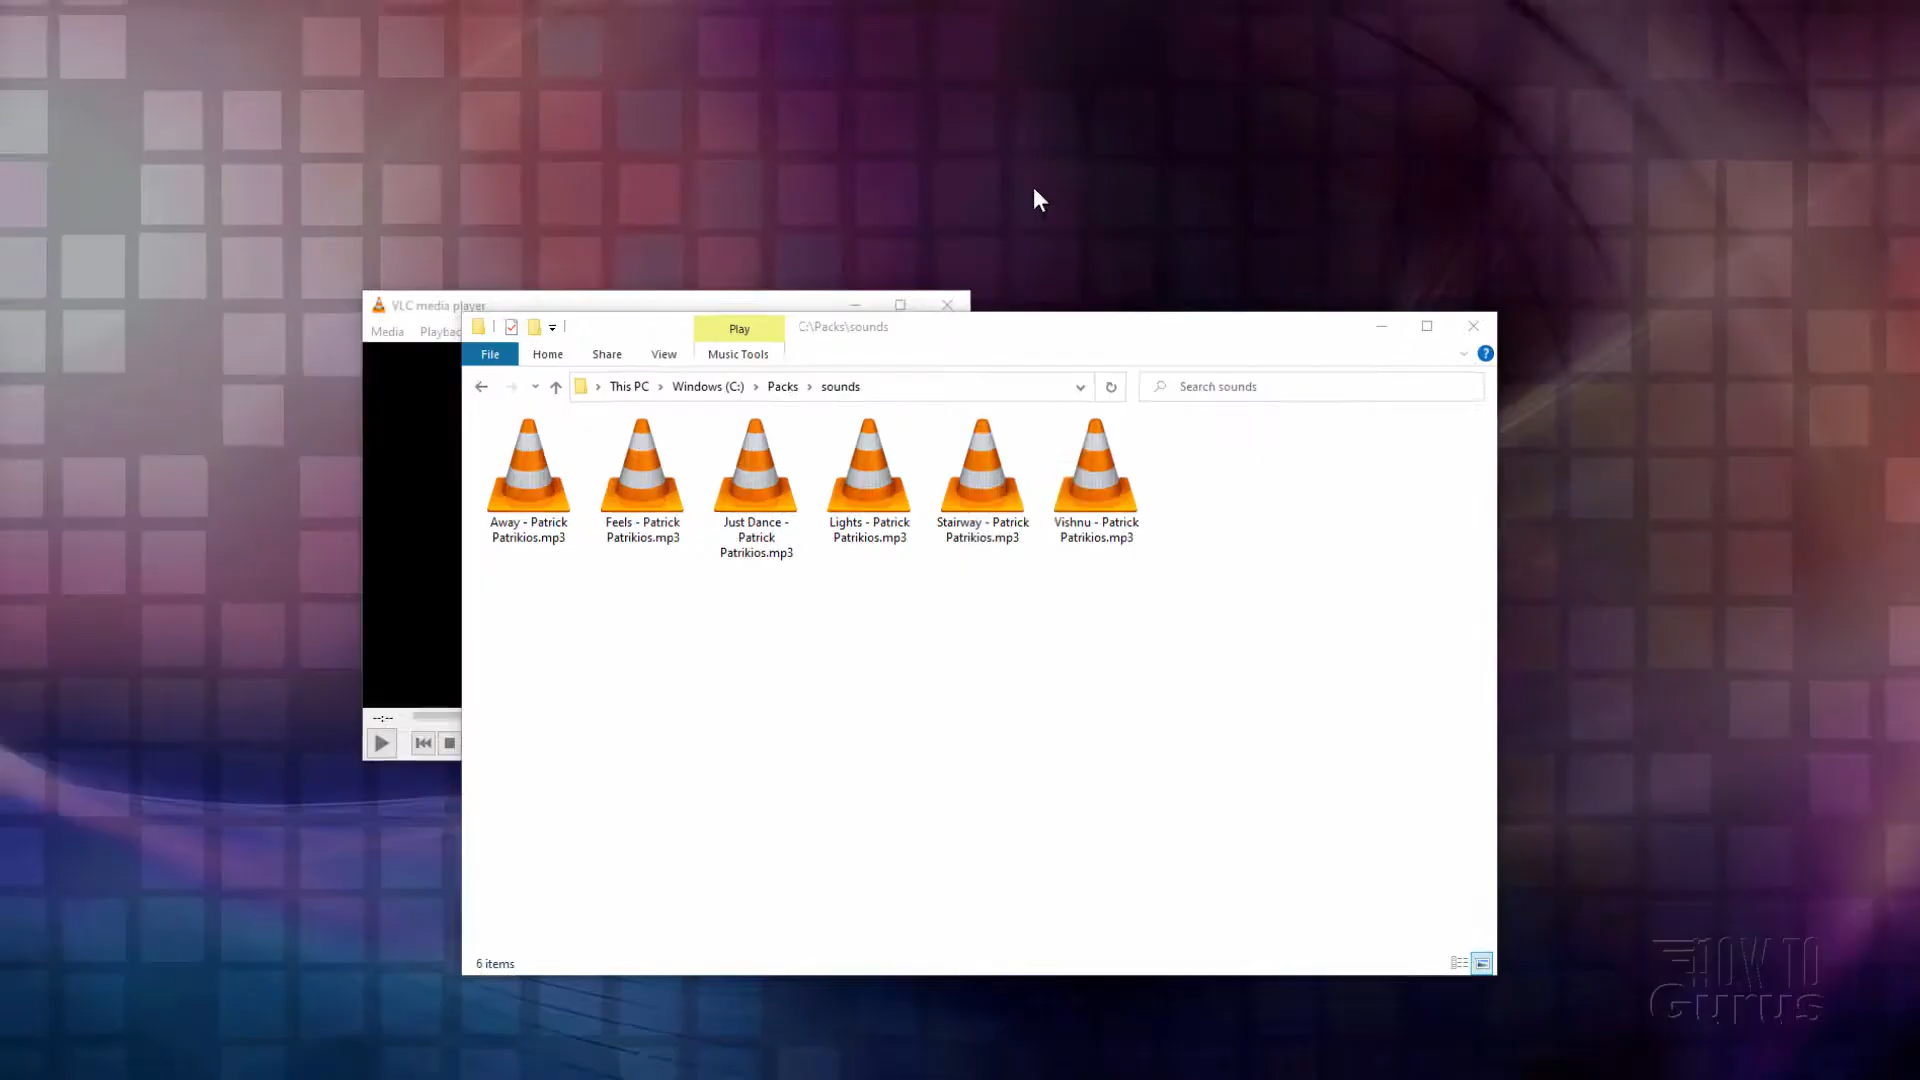 VLC media player
Media Playbac
Play
C:\Packs\sounds
File
Home
Share
View
Music Tools
?
This PC > Windows (C:) > Packs > sounds
Search sounds
Away - Patrick
Patrikios.mp3
Feels - Patrick
Patrikios.mp3
Just Dance -
Patrick
Patrikios.mp3
Lights - Patrick
Patrikios.mp3
Stairway - Patrick
Patrikios.mp3
Vishnu - Patrick
Patrikios.mp3
--:--
6 items
HOW TO
Gurus